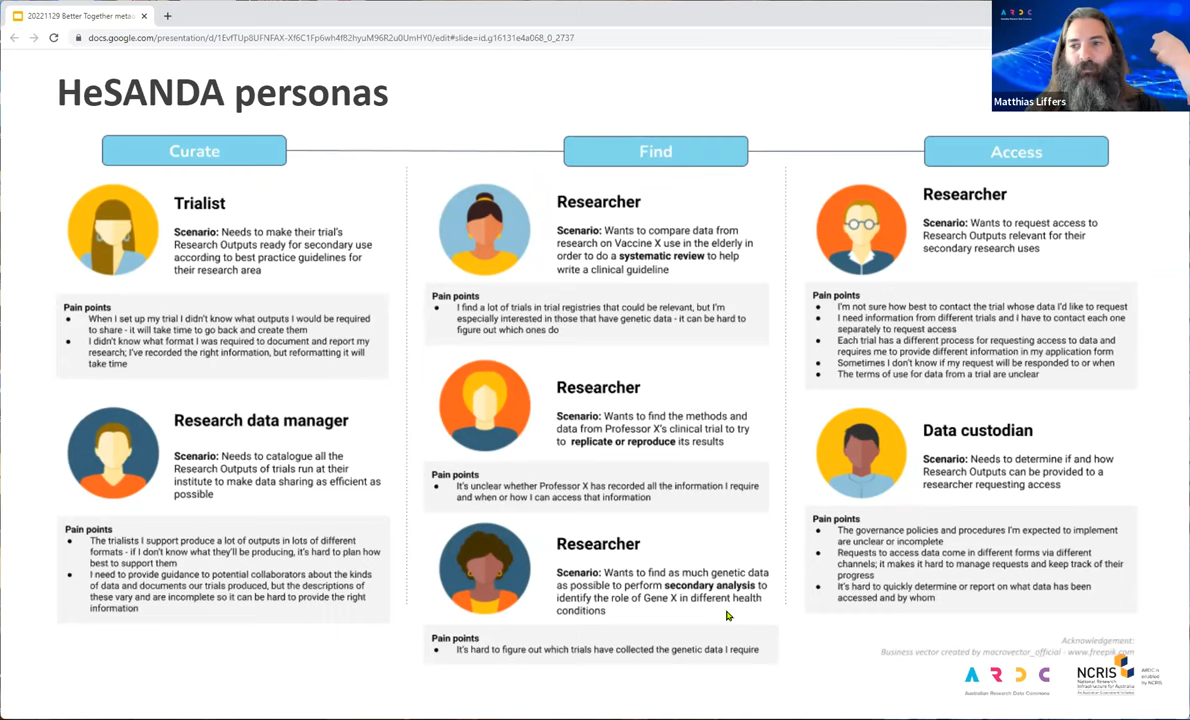 20221129 Better Together meta
docs.google.com/presentation/d/1EvfTUp8UFNFAX-Xf6C1Fp6wh4f82hyuM96R2u0UmHY0/edit#slide=id.g16131e4a068_0_2737
ARDC
Matthias Liffers
HeSANDA personas
Curate
Find
Access
Trialist
Scenario: Needs to make their trial's
Research Outputs ready for secondary use
according to best practice guidelines for
their research area
Pain points
• When I set up my trial I didn't know what outputs I would be required
to share - it will take time to go back and create them
• I didn't know what format I was required to document and report my
research; I've recorded the right information, but reformatting it will
take time
Research data manager
Scenario: Needs to catalogue all the
Research Outputs of trials run at their
institute to make data sharing as efficient as
possible
Pain points
• The trialists I support produce a lot of outputs in lots of different
formats - if I don't know what they'll be producing, it's hard to plan how
best to support them
• I need to provide guidance to potential collaborators about the kinds
of data and documents our trials produced, but the descriptions of
these vary and are incomplete so it can be hard to provide the right
information
Researcher
Scenario: Wants to compare data from
research on Vaccine X use in the elderly in
order to do a systematic review to help
write a clinical guideline
Pain points
• I find a lot of trials in trial registries that could be relevant, but I'm
especially interested in those that have genetic data - it can be hard to
figure out which ones do
Researcher
Scenario: Wants to find the methods and
data from Professor X's clinical trial to try
to replicate or reproduce its results
Pain points
• It's unclear whether Professor X has recorded all the information I require
and when or how I can access that information
Researcher
Scenario: Wants to find as much genetic data
as possible to perform secondary analysis to
identify the role of Gene X in different health
conditions
Pain points
• It's hard to figure out which trials have collected the genetic data I require
Researcher
Scenario: Wants to request access to
Research Outputs relevant for their
secondary research uses
Pain points
• I'm not sure how best to contact the trial whose data I'd like to request
• I need information from different trials and I have to contact each one
separately to request access
• Each trial has a different process for requesting access to data and
requires me to provide different information in my application form
• Sometimes I don't know if my request will be responded to or when
• The terms of use for data from a trial are unclear
Data custodian
Scenario: Needs to determine if and how
Research Outputs can be provided to a
researcher requesting access
Pain points
• The governance policies and procedures I'm expected to implement
are unclear or incomplete
• Requests to access data come in different forms via different
channels; it makes it hard to manage requests and keep track of their
progress
• It's hard to quickly determine or report on what data has been
accessed and by whom
Acknowledgement:
Business vector created by macrovector_official - www.freepik.com
ARDC
Australian Research Data Commons
NCRIS
National Research
Infrastructure for Australia
An Australian Government Initiative
ARDC is
enabled
by NCRIS